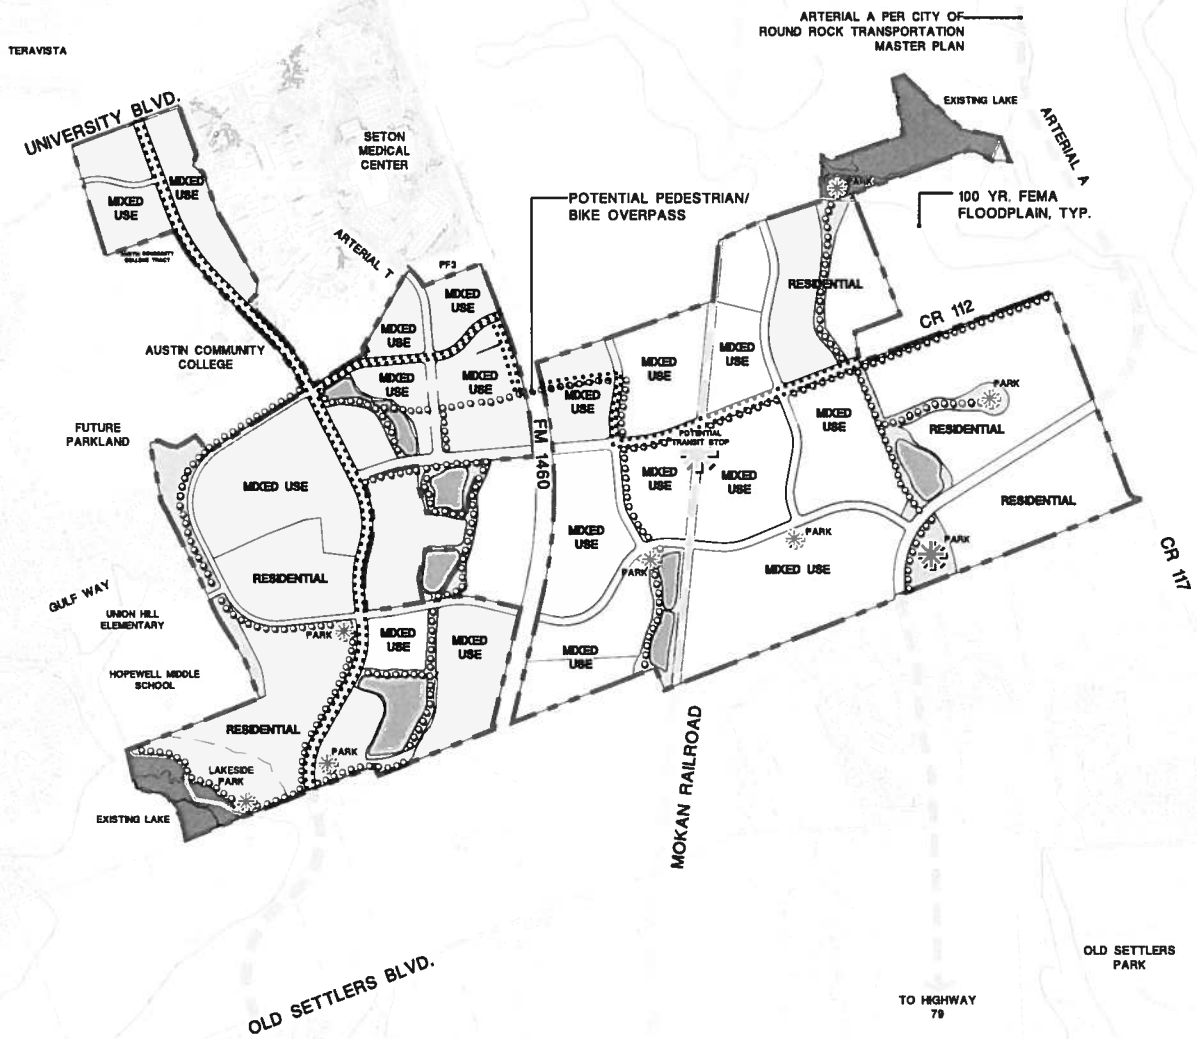 ARTERIAL A PER CITY OF
ROUND ROCK TRANSPORTATION
MASTER PLAN
TERAVISTA
EXISTING LAKE
UNIVERSITY BLVD.
ARTERIAL A
SETON
MEDICAL
CENTER
MIXED
USE
MIXED
USE
PARK
POTENTIAL PEDESTRIAN/
BIKE OVERPASS
100 YR. FEMA
FLOODPLAIN, TYP.
AUSTIN COMMUNITY
COLLEGE TRACT
ARTERIAL T
PF3
RESIDENTIAL
MIXED
USE
CR 112
MIXED
USE
AUSTIN COMMUNITY
COLLEGE
MIXED
USE
MIXED
USE
MIXED
USE
MIXED
USE
MIXED
USE
MIXED
USE
PARK
MIXED
USE
FUTURE
PARKLAND
FM 1460
POTENTIAL
TRANSIT STOP
RESIDENTIAL
MIXED USE
MIXED
USE
MIXED
USE
RESIDENTIAL
MIXED
USE
PARK
PARK
CR 117
RESIDENTIAL
PARK
MIXED USE
GULF WAY
UNION HILL
ELEMENTARY
PARK
MIXED
USE
MIXED
USE
MIXED
USE
HOPEWELL MIDDLE
SCHOOL
RESIDENTIAL
PARK
LAKESIDE
PARK
MOKAN RAILROAD
EXISTING LAKE
OLD SETTLERS BLVD.
OLD SETTLERS
PARK
TO HIGHWAY
79